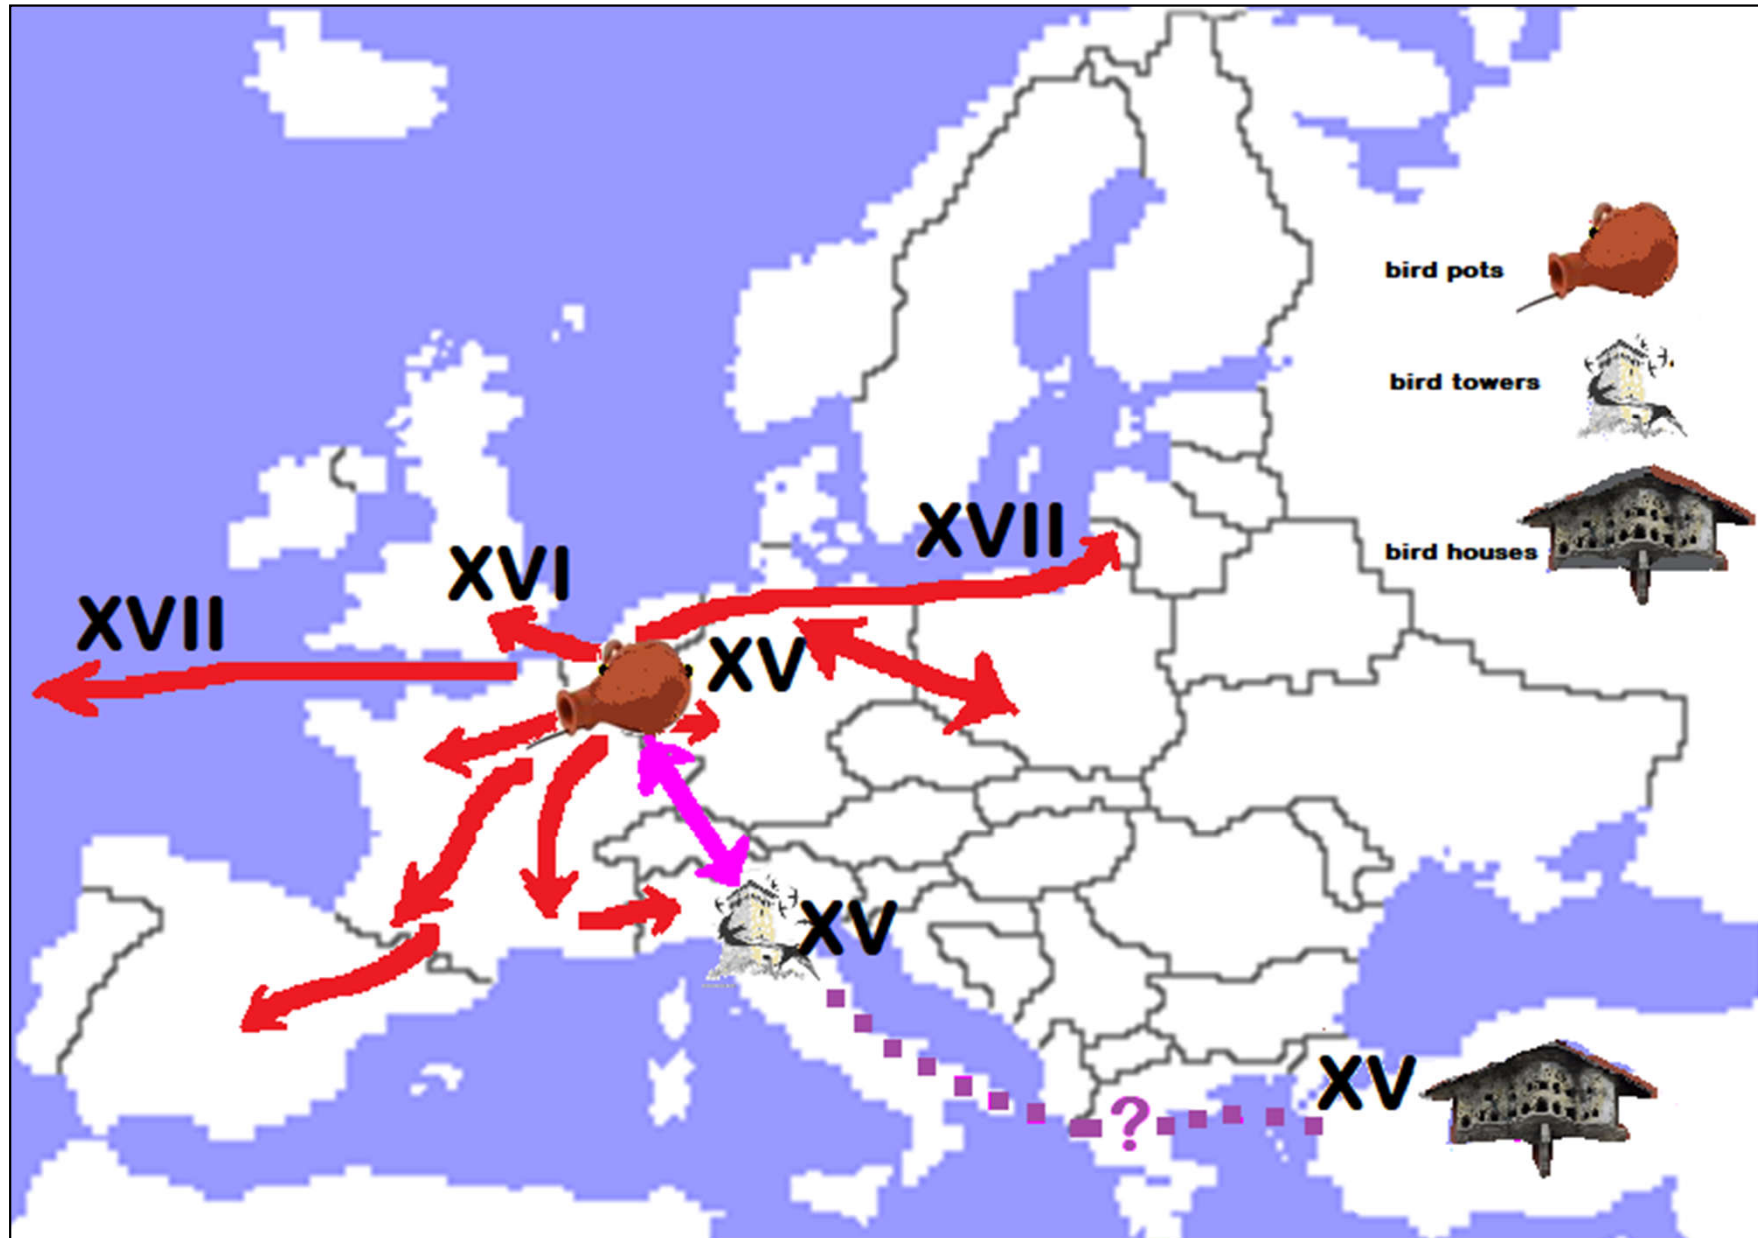 bird pots
bird towers
bird houses
XVII
XVI
XVII
XV
XV
XV
?